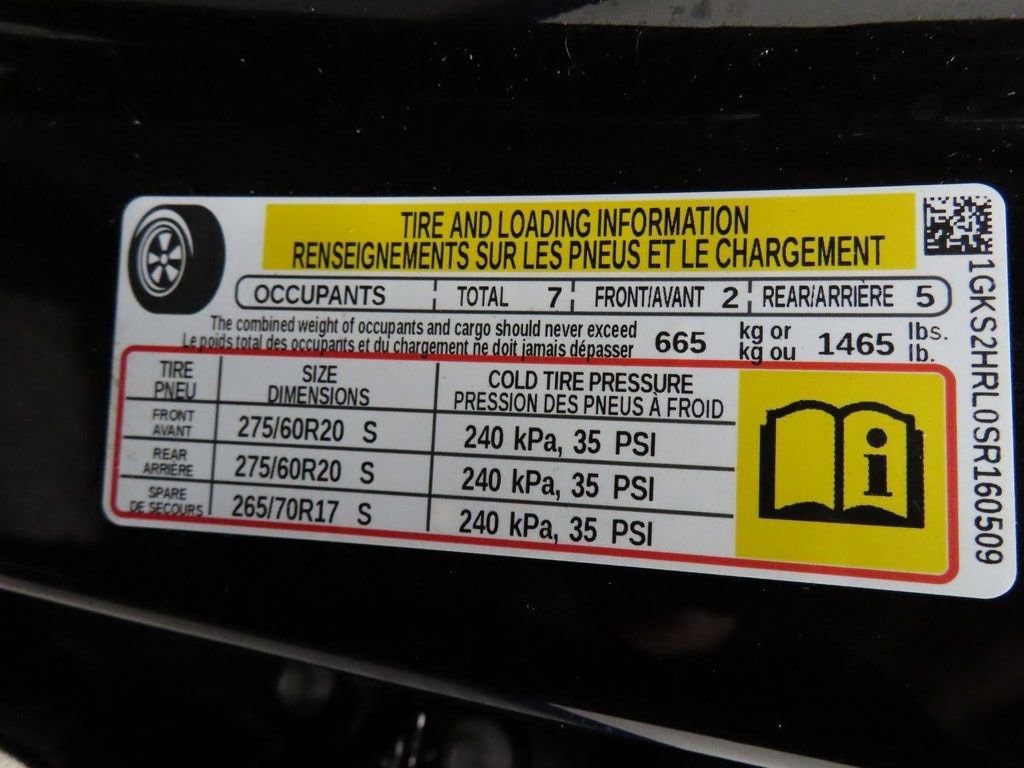 TIRE AND LOADING INFORMATION
RENSEIGNEMENTS SUR LES PNEUS ET LE CHARGEMENT
OCCUPANTS TOTAL 7 FRONT/AVANT 2 REAR/ARRIÈRE 5
The combined weight of occupants and cargo should never exceed
Le poids total des occupants et du chargement ne doit jamais dépasser
665 kg or 1465 lbs.
kg ou lb.
TIRE SIZE COLD TIRE PRESSURE
PNEU DIMENSIONS PRESSION DES PNEUS À FROID
FRONT
AVANT
275/60R20 S 240 kPa, 35 PSI
REAR
ARRIÈRE
275/60R20 S 240 kPa, 35 PSI
SPARE
DE SECOURS
265/70R17 S 240 kPa, 35 PSI
i
1GKS2HRL0SR160509